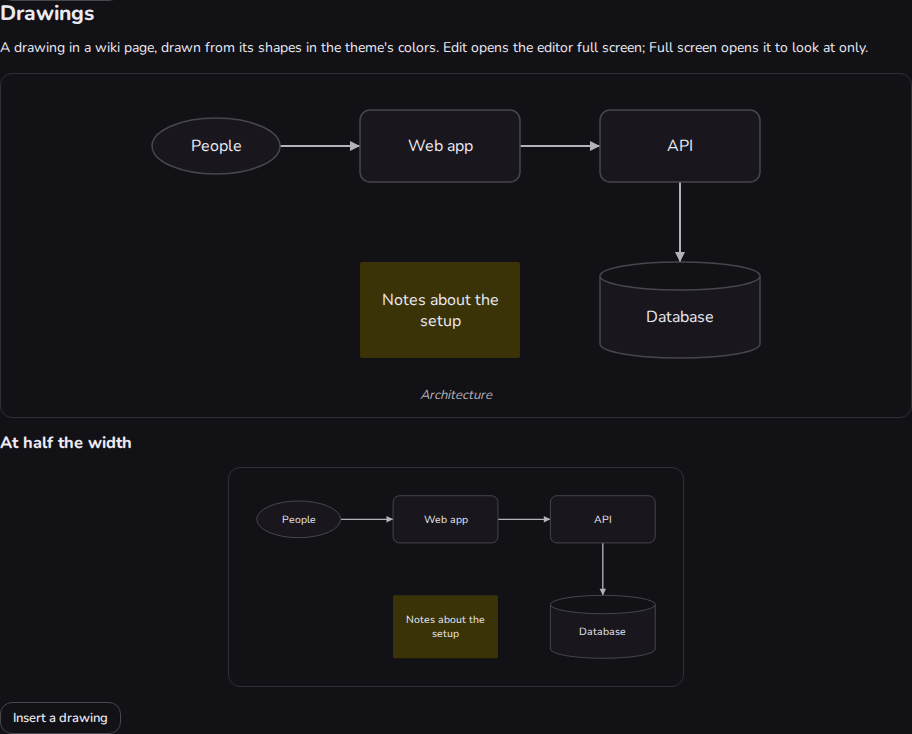 Drawings
A drawing in a wiki page, drawn from its shapes in the theme's colors. Edit opens the editor full screen; Full screen opens it to look at only.
People
Web app
API
Notes about the
setup
Database
Architecture
At half the width
People
Web app
API
Notes about the
setup
Database
Insert a drawing